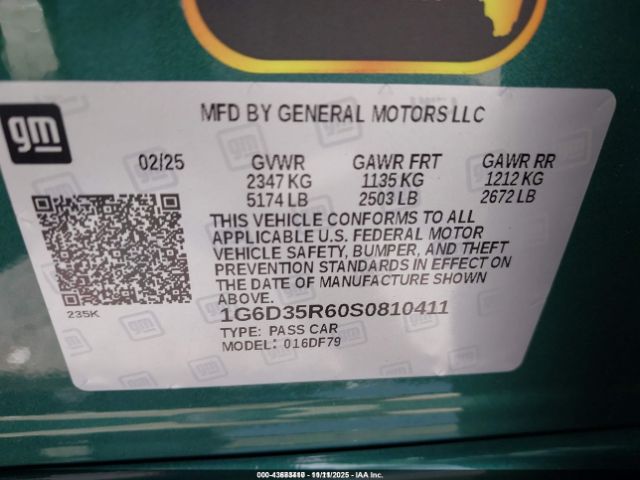 gm
MFD BY GENERAL MOTORS LLC
02/25 GVWR GAWR FRT GAWR RR
2347 KG 1135 KG 1212 KG
5174 LB 2503 LB 2672 LB
THIS VEHICLE CONFORMS TO ALL
APPLICABLE U.S. FEDERAL MOTOR
VEHICLE SAFETY, BUMPER, AND THEFT
PREVENTION STANDARDS IN EFFECT ON
THE DATE OF MANUFACTURE SHOWN
ABOVE.
235K
1G6D35R60S0810411
TYPE: PASS CAR
MODEL: 016DF79
11/11/2025 - IAA Inc.